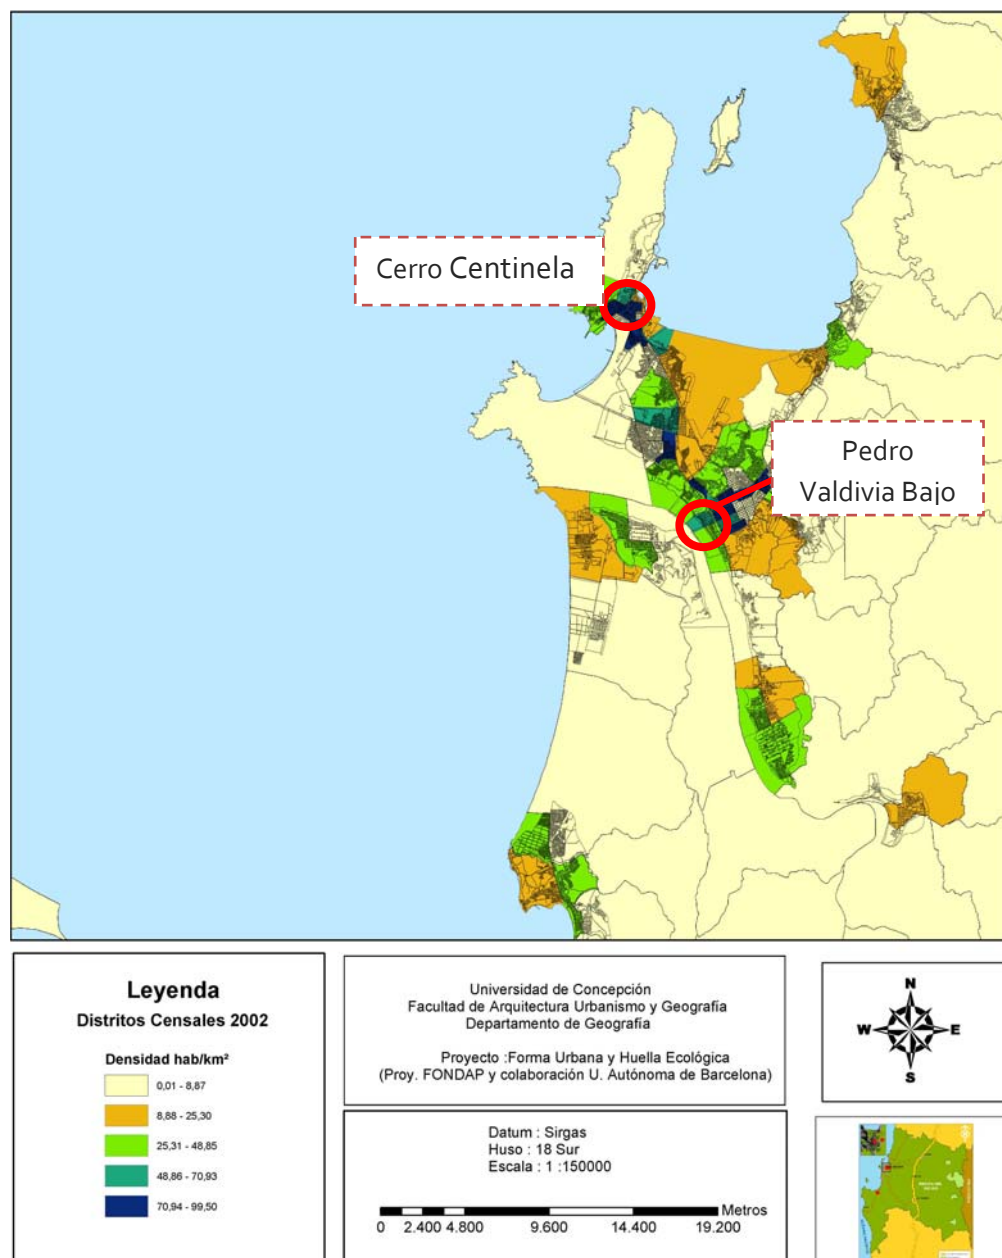 Cerro Centinela
Pedro
Valdivia Bajo
Leyenda
Distritos Censales 2002
Densidad hab/km²
0,01 - 8,87
8,88 - 25,30
25,31 - 48,85
48,86 - 70,93
70,94 - 99,50
Universidad de Concepción
Facultad de Arquitectura Urbanismo y Geografía
Departamento de Geografía
Proyecto :Forma Urbana y Huella Ecológica
(Proy. FONDAP y colaboración U. Autónoma de Barcelona)
Datum : Sirgas
Huso : 18 Sur
Escala : 1 :150000
Metros
0 2.400 4.800 9.600 14.400 19.200
N
W E
S